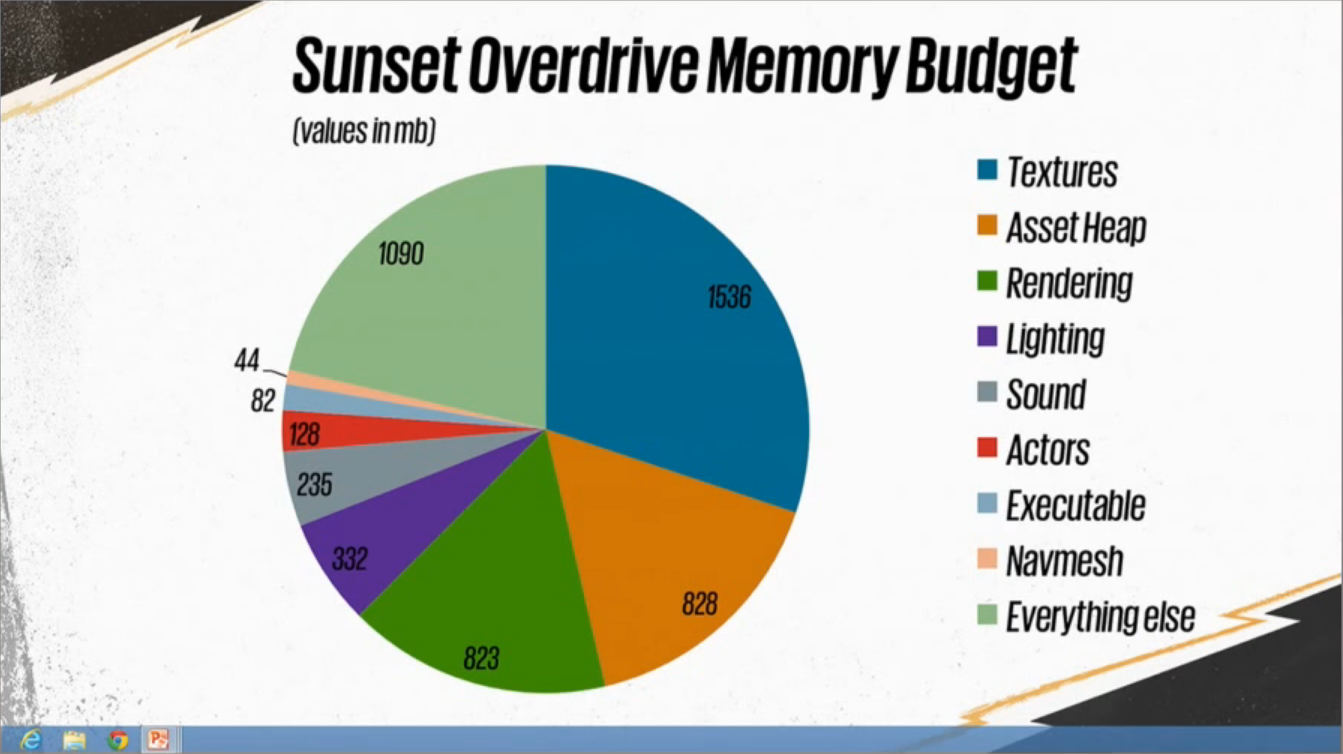 Sunset Overdrive Memory Budget
(values in mb)
1090
1536
44
82
128
235
332
828
823
Textures
Asset Heap
Rendering
Lighting
Sound
Actors
Executable
Navmesh
Everything else